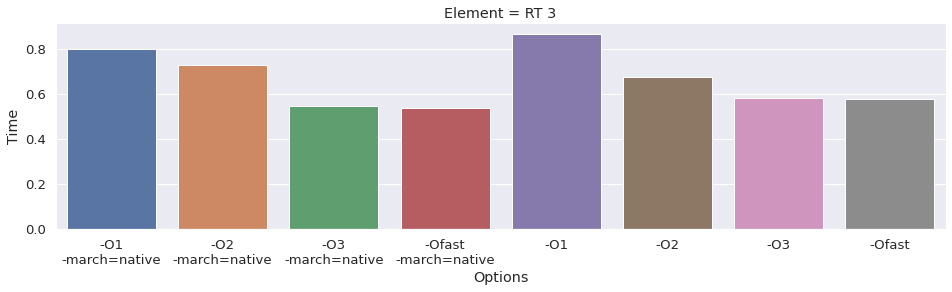 Element = RT 3
Time
0.8
0.6
0.4
0.2
0.0
-O1 -O2 -O3 -Ofast -O1 -O2 -O3 -Ofast
-march=native -march=native -march=native -march=native
Options